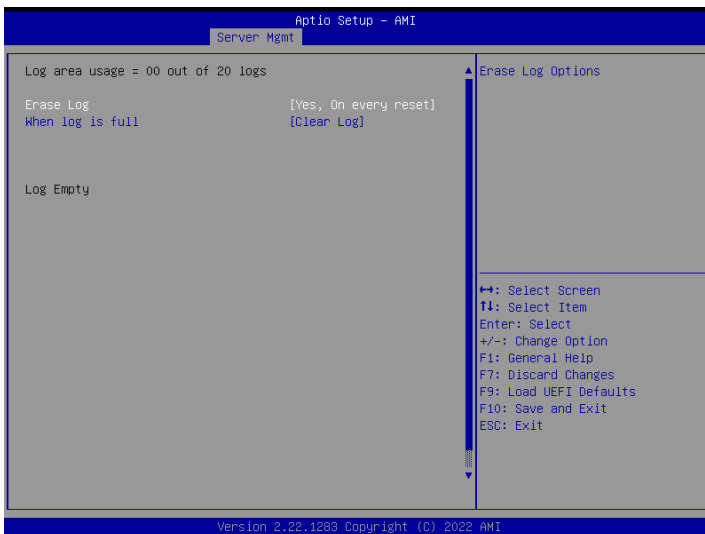 Aptio Setup - AMI
Server Mgmt
Log area usage = 00 out of 20 logs
Erase Log [Yes, On every reset]
When log is full [Clear Log]
Log Empty
Erase Log Options
↔: Select Screen
↑↓: Select Item
Enter: Select
+/-: Change Option
F1: General Help
F7: Discard Changes
F9: Load UEFI Defaults
F10: Save and Exit
ESC: Exit
Version 2.22.1283 Copyright (C) 2022 AMI